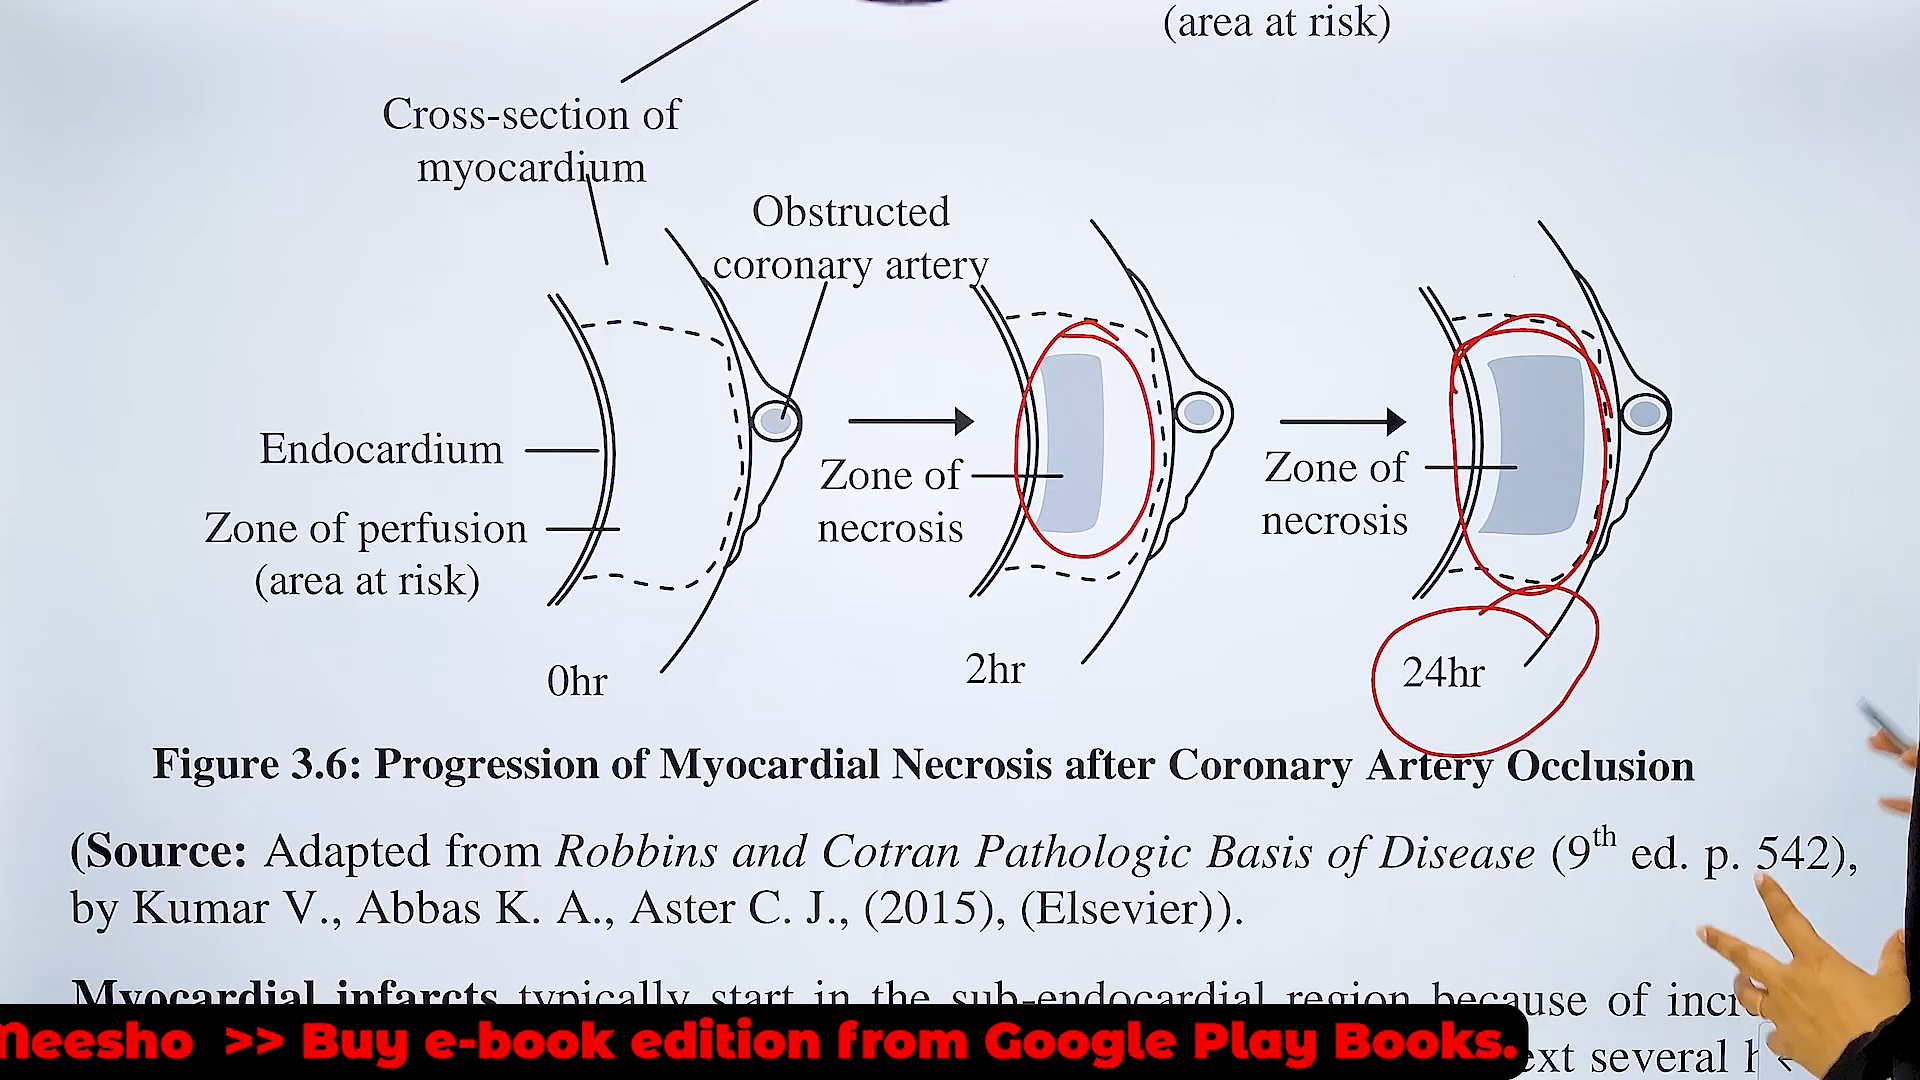 (area at risk)
Cross-section of
myocardium
Obstructed
coronary artery
Endocardium
Zone of perfusion
(area at risk)
Zone of
necrosis
Zone of
necrosis
0hr
2hr
24hr
Figure 3.6: Progression of Myocardial Necrosis after Coronary Artery Occlusion
(Source: Adapted from Robbins and Cotran Pathologic Basis of Disease (9th ed. p. 542),
by Kumar V., Abbas K. A., Aster C. J., (2015), (Elsevier)).
Myocardial infarcts typically start in the sub-endocardial region because of
several
Meesho >> Buy e-book edition from Google Play Books.